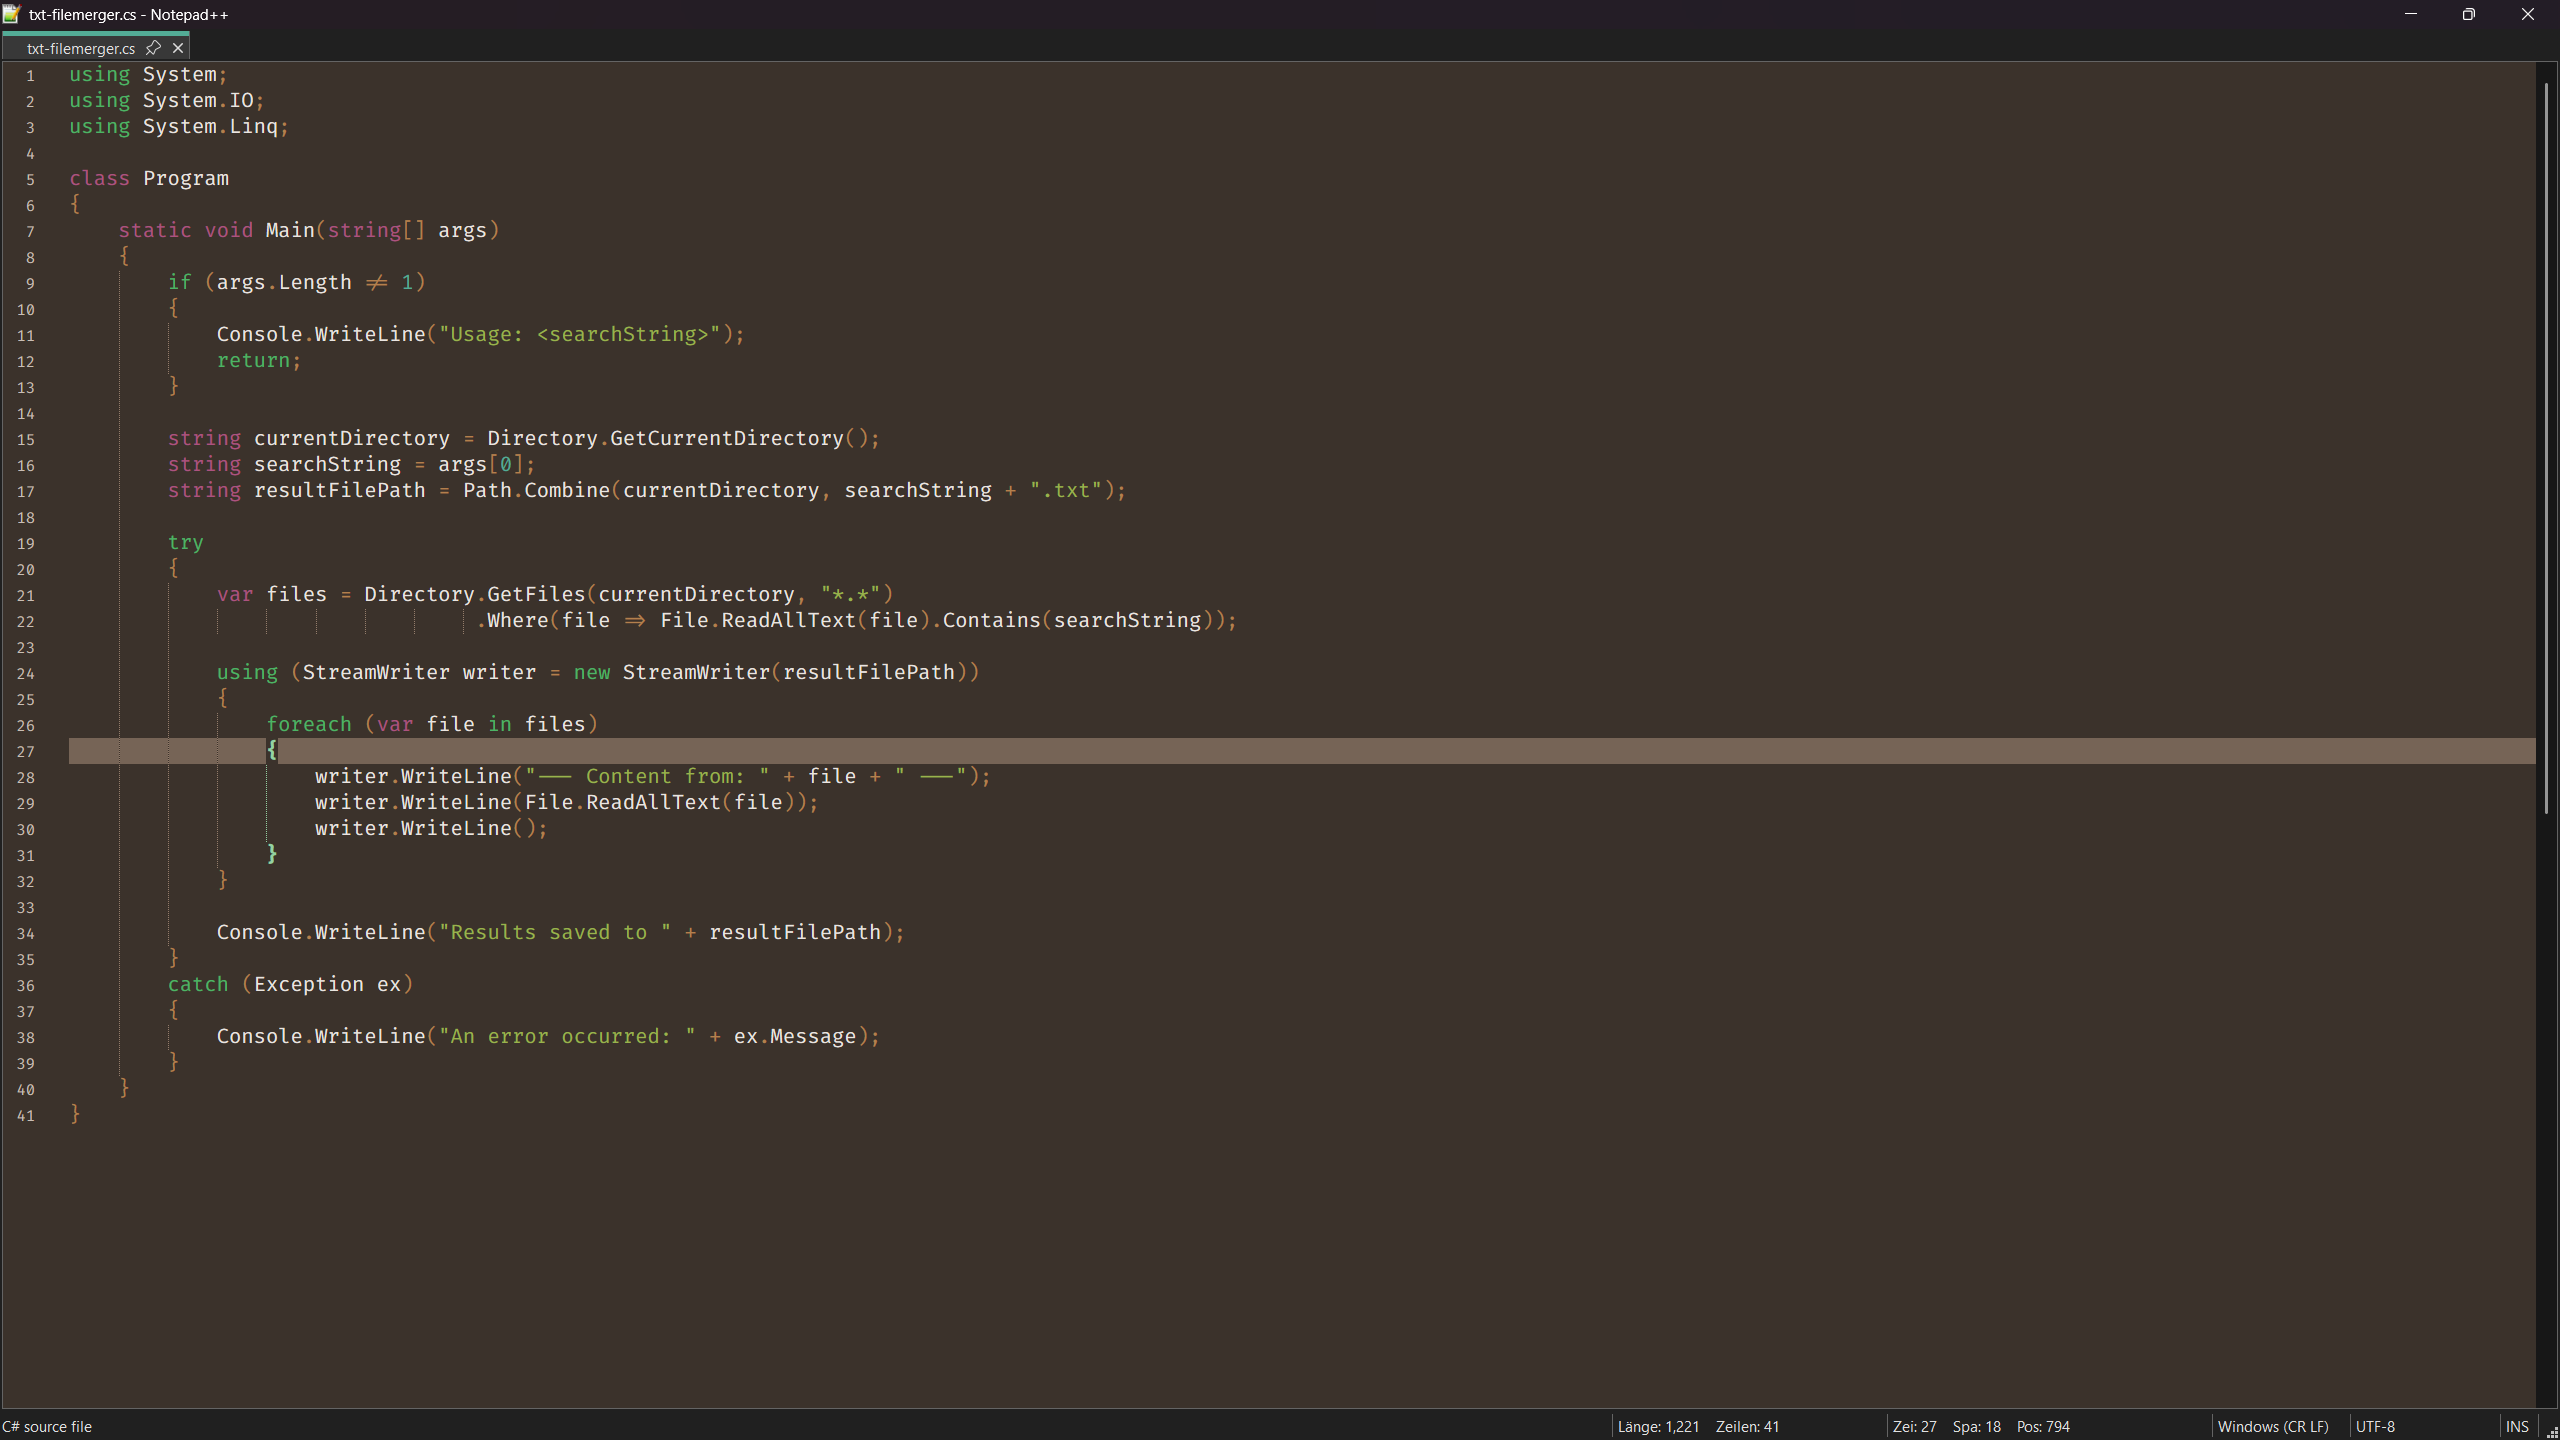 txt-filemerger.cs - Notepad++
txt-filemerger.cs
1 using System;
2 using System.IO;
3 using System.Linq;
4
5 class Program
6 {
7     static void Main(string[] args)
8     {
9         if (args.Length != 1)
10         {
11             Console.WriteLine("Usage: <searchString>");
12             return;
13         }
14
15         string currentDirectory = Directory.GetCurrentDirectory();
16         string searchString = args[0];
17         string resultFilePath = Path.Combine(currentDirectory, searchString + ".txt");
18
19         try
20         {
21             var files = Directory.GetFiles(currentDirectory, "*.*")
22                                  .Where(file => File.ReadAllText(file).Contains(searchString));
23
24             using (StreamWriter writer = new StreamWriter(resultFilePath))
25             {
26                 foreach (var file in files)
27                 {
28                     writer.WriteLine("--- Content from: " + file + " ---");
29                     writer.WriteLine(File.ReadAllText(file));
30                     writer.WriteLine();
31                 }
32             }
33
34             Console.WriteLine("Results saved to " + resultFilePath);
35         }
36         catch (Exception ex)
37         {
38             Console.WriteLine("An error occurred: " + ex.Message);
39         }
40     }
41 }
C# source file Länge: 1,221 Zeilen: 41 Zei: 27 Spa: 18 Pos: 794 Windows (CR LF) UTF-8 INS